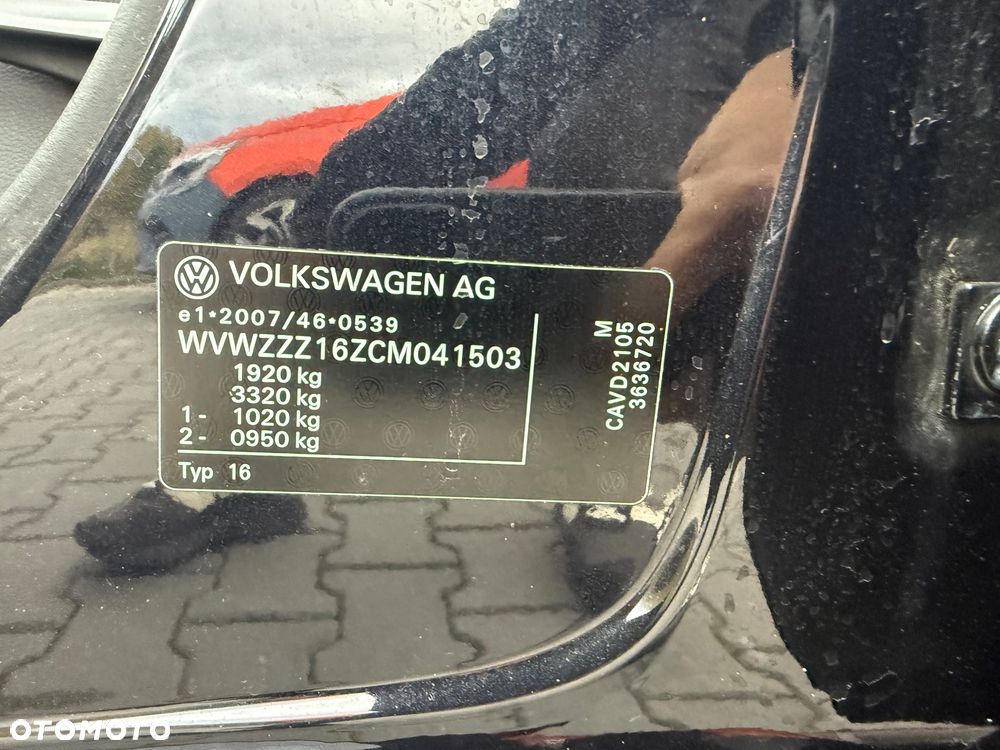 VOLKSWAGEN AG
e1*2007/46*0539
WVWZZZ16ZCM041503
1920 kg
3320 kg
1- 1020 kg
2- 0950 kg
Typ 16
M
CAVD2105
3636720
OTOMOTO